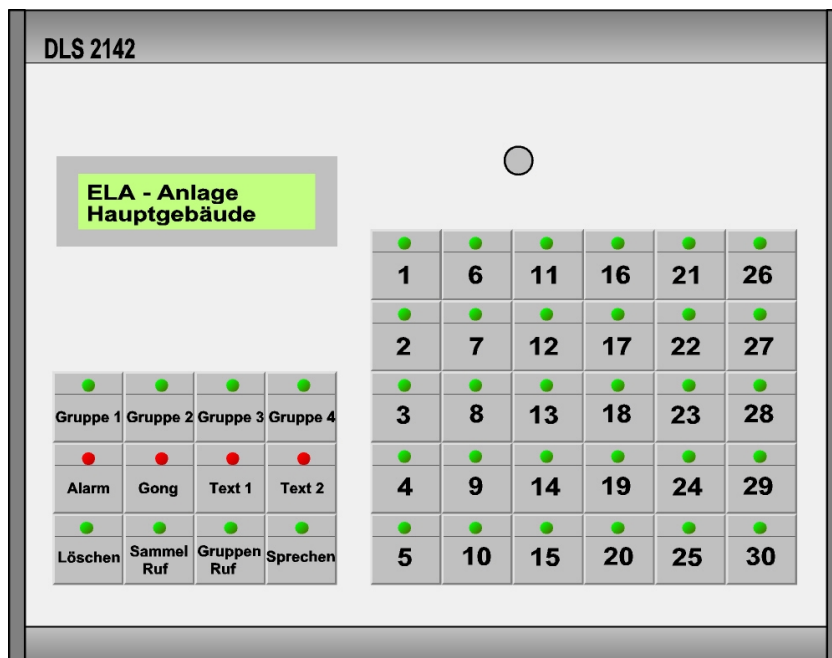 DLS 2142
ELA - Anlage
Hauptgebäude
1 6 11 16 21 26
2 7 12 17 22 27
Gruppe 1 Gruppe 2 Gruppe 3 Gruppe 4
3 8 13 18 23 28
Alarm Gong Text 1 Text 2
4 9 14 19 24 29
Löschen Sammel Ruf Gruppen Ruf Sprechen
5 10 15 20 25 30